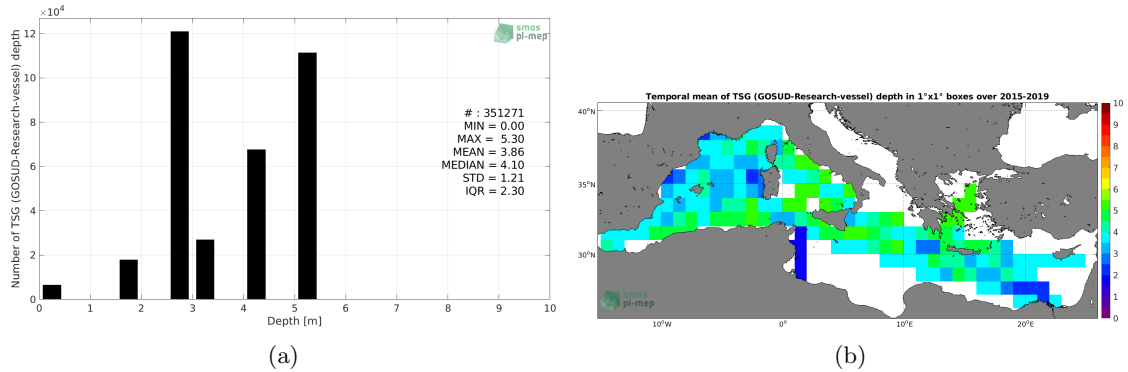 ×10⁴
12
10
8
6
4
2
0
Number of TSG (GOSUD-Research-vessel) depth
0 1 2 3 4 5 6 7 8 9 10
Depth [m]
smos
pi-mep
# : 351271
MIN = 0.00
MAX = 5.30
MEAN = 3.86
MEDIAN = 4.10
STD = 1.21
IQR = 2.30
(a)
Temporal mean of TSG (GOSUD-Research-vessel) depth in 1°x1° boxes over 2015-2019
40°N
35°N
30°N
10°W 0° 10°E 20°E
smos
pi-mep
10
9
8
7
6
5
4
3
2
1
0
(b)